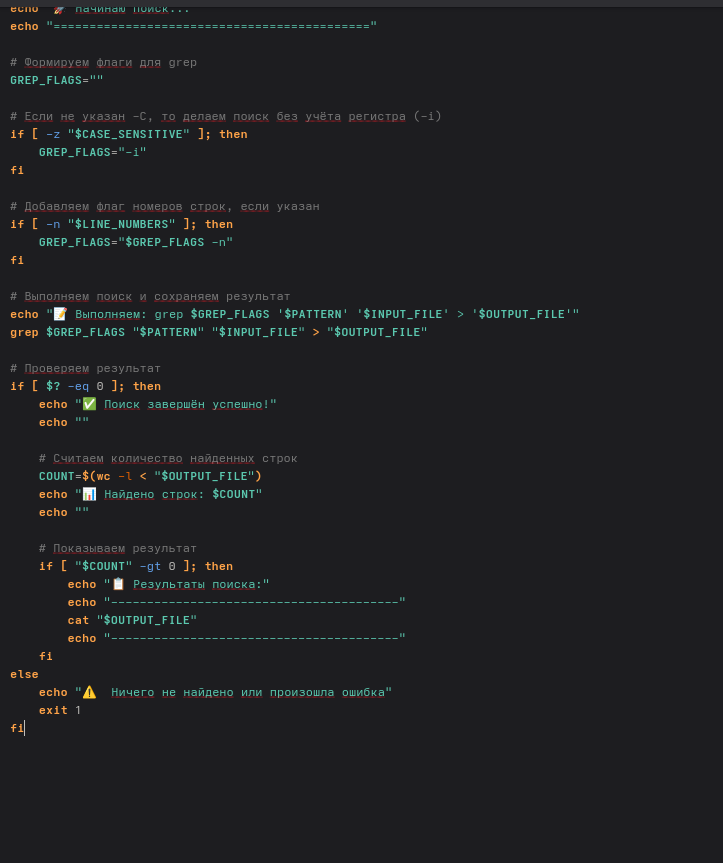 echo "🚀 Начинаю поиск..."
echo "============================================"
# Формируем флаги для grep
GREP_FLAGS=""
# Если не указан -C, то делаем поиск без учёта регистра (-i)
if [ -z "$CASE_SENSITIVE" ]; then
    GREP_FLAGS="-i"
fi
# Добавляем флаг номеров строк, если указан
if [ -n "$LINE_NUMBERS" ]; then
    GREP_FLAGS="$GREP_FLAGS -n"
fi
# Выполняем поиск и сохраняем результат
echo "📝 Выполняем: grep $GREP_FLAGS '$PATTERN' '$INPUT_FILE' > '$OUTPUT_FILE'"
grep $GREP_FLAGS "$PATTERN" "$INPUT_FILE" > "$OUTPUT_FILE"
# Проверяем результат
if [ $? -eq 0 ]; then
    echo "✅ Поиск завершён успешно!"
    echo ""
    # Считаем количество найденных строк
    COUNT=$(wc -l < "$OUTPUT_FILE")
    echo "📊 Найдено строк: $COUNT"
    echo ""
    # Показываем результат
    if [ "$COUNT" -gt 0 ]; then
        echo "📋 Результаты поиска:"
        echo "----------------------------------------"
        cat "$OUTPUT_FILE"
        echo "----------------------------------------"
    fi
else
    echo "⚠️  Ничего не найдено или произошла ошибка"
    exit 1
fi